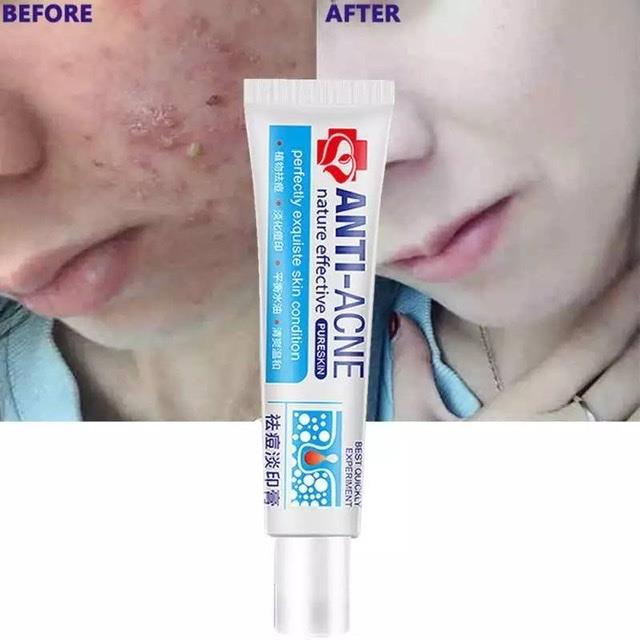 BEFORE
AFTER
ANTI-ACNE
nature effective PURESKIN
perfectly exquiste skin condition
•植物祛痘 •淡化痘印 •平衡水油 •清爽温和
BEST QUICKLY
EXPERIMENT
祛痘淡印膏